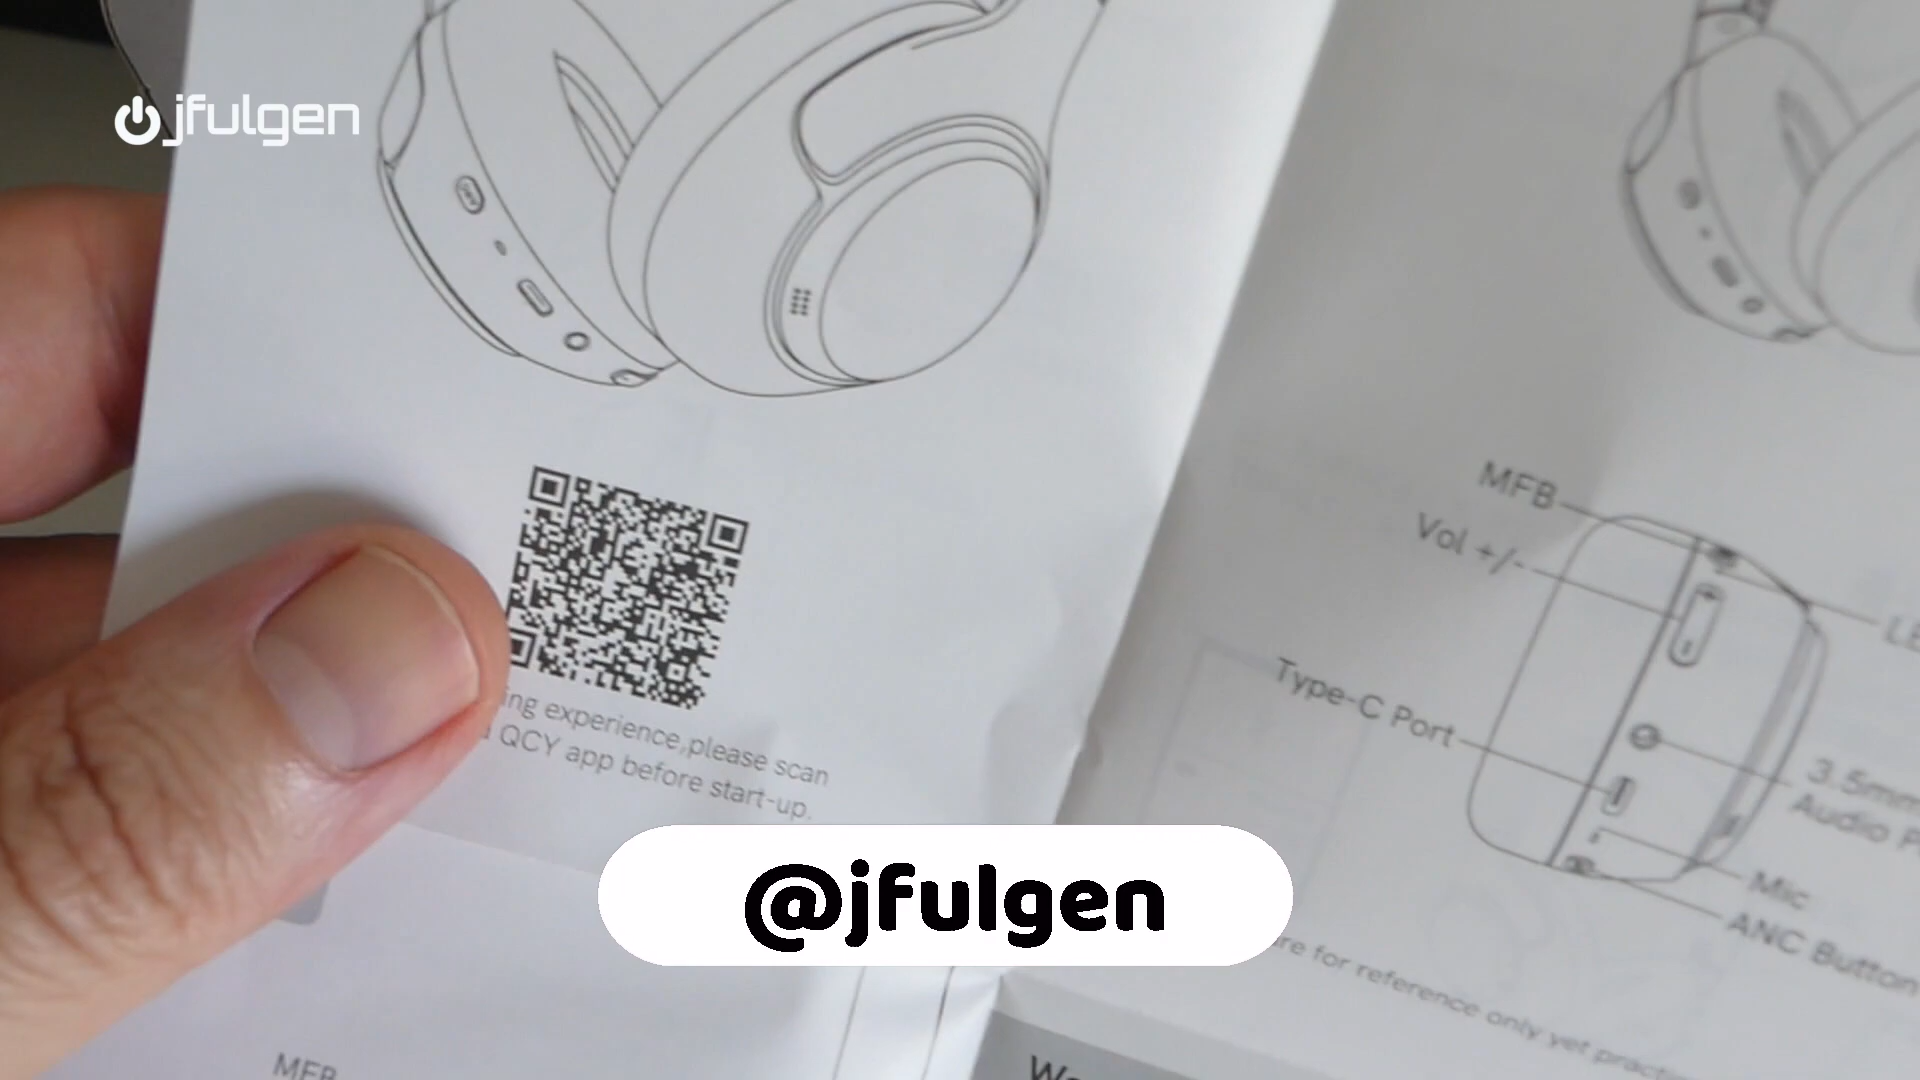 jfulgen
MFB
Vol +/-
Type-C Port
3.5mm
Audio
Mic
ANC Button
ing experience,please scan
QCY app before start-up.
@jfulgen
for reference only yet
MFB